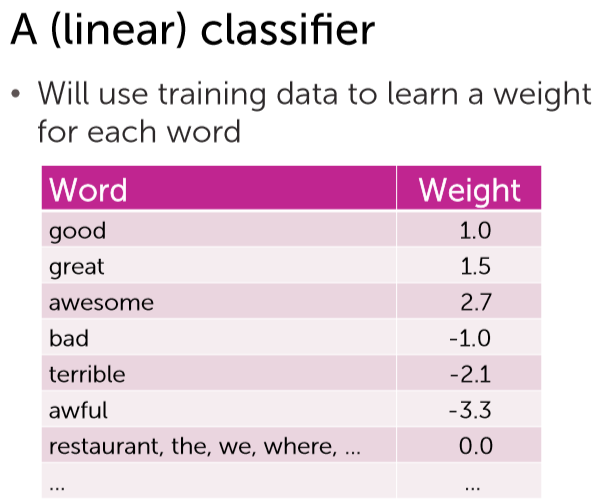 A (linear) classifier
• Will use training data to learn a weight
for each word
Word Weight
good 1.0
great 1.5
awesome 2.7
bad -1.0
terrible -2.1
awful -3.3
restaurant, the, we, where, ... 0.0
... ...